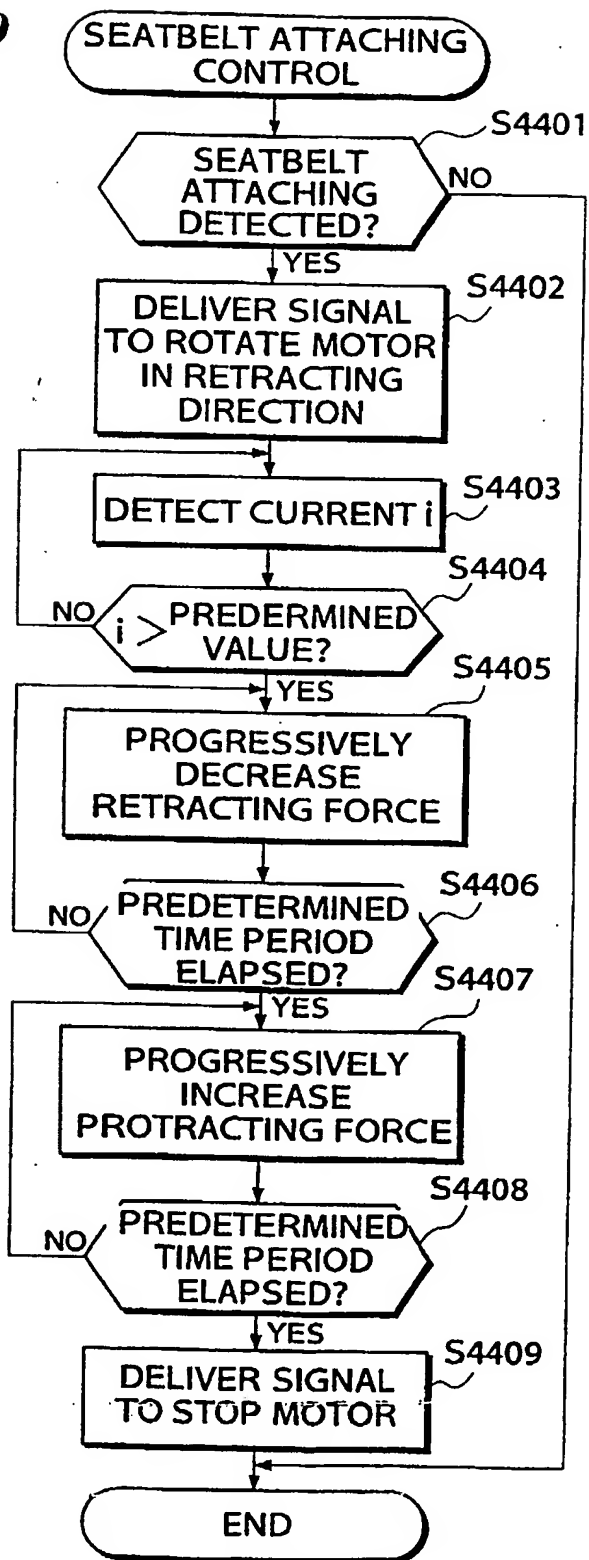 SEATBELT ATTACHING
CONTROL
S4401
SEATBELT
ATTACHING
DETECTED?
NO
YES
S4402
DELIVER SIGNAL
TO ROTATE MOTOR
IN RETRACTING
DIRECTION
S4403
DETECT CURRENT i
S4404
NO
i > PREDERMINED
VALUE?
YES
S4405
PROGRESSIVELY
DECREASE
RETRACTING FORCE
S4406
NO
PREDETERMINED
TIME PERIOD
ELAPSED?
YES
S4407
PROGRESSIVELY
INCREASE
PROTRACTING FORCE
S4408
NO
PREDETERMINED
TIME PERIOD
ELAPSED?
YES
S4409
DELIVER SIGNAL
TO STOP MOTOR
END